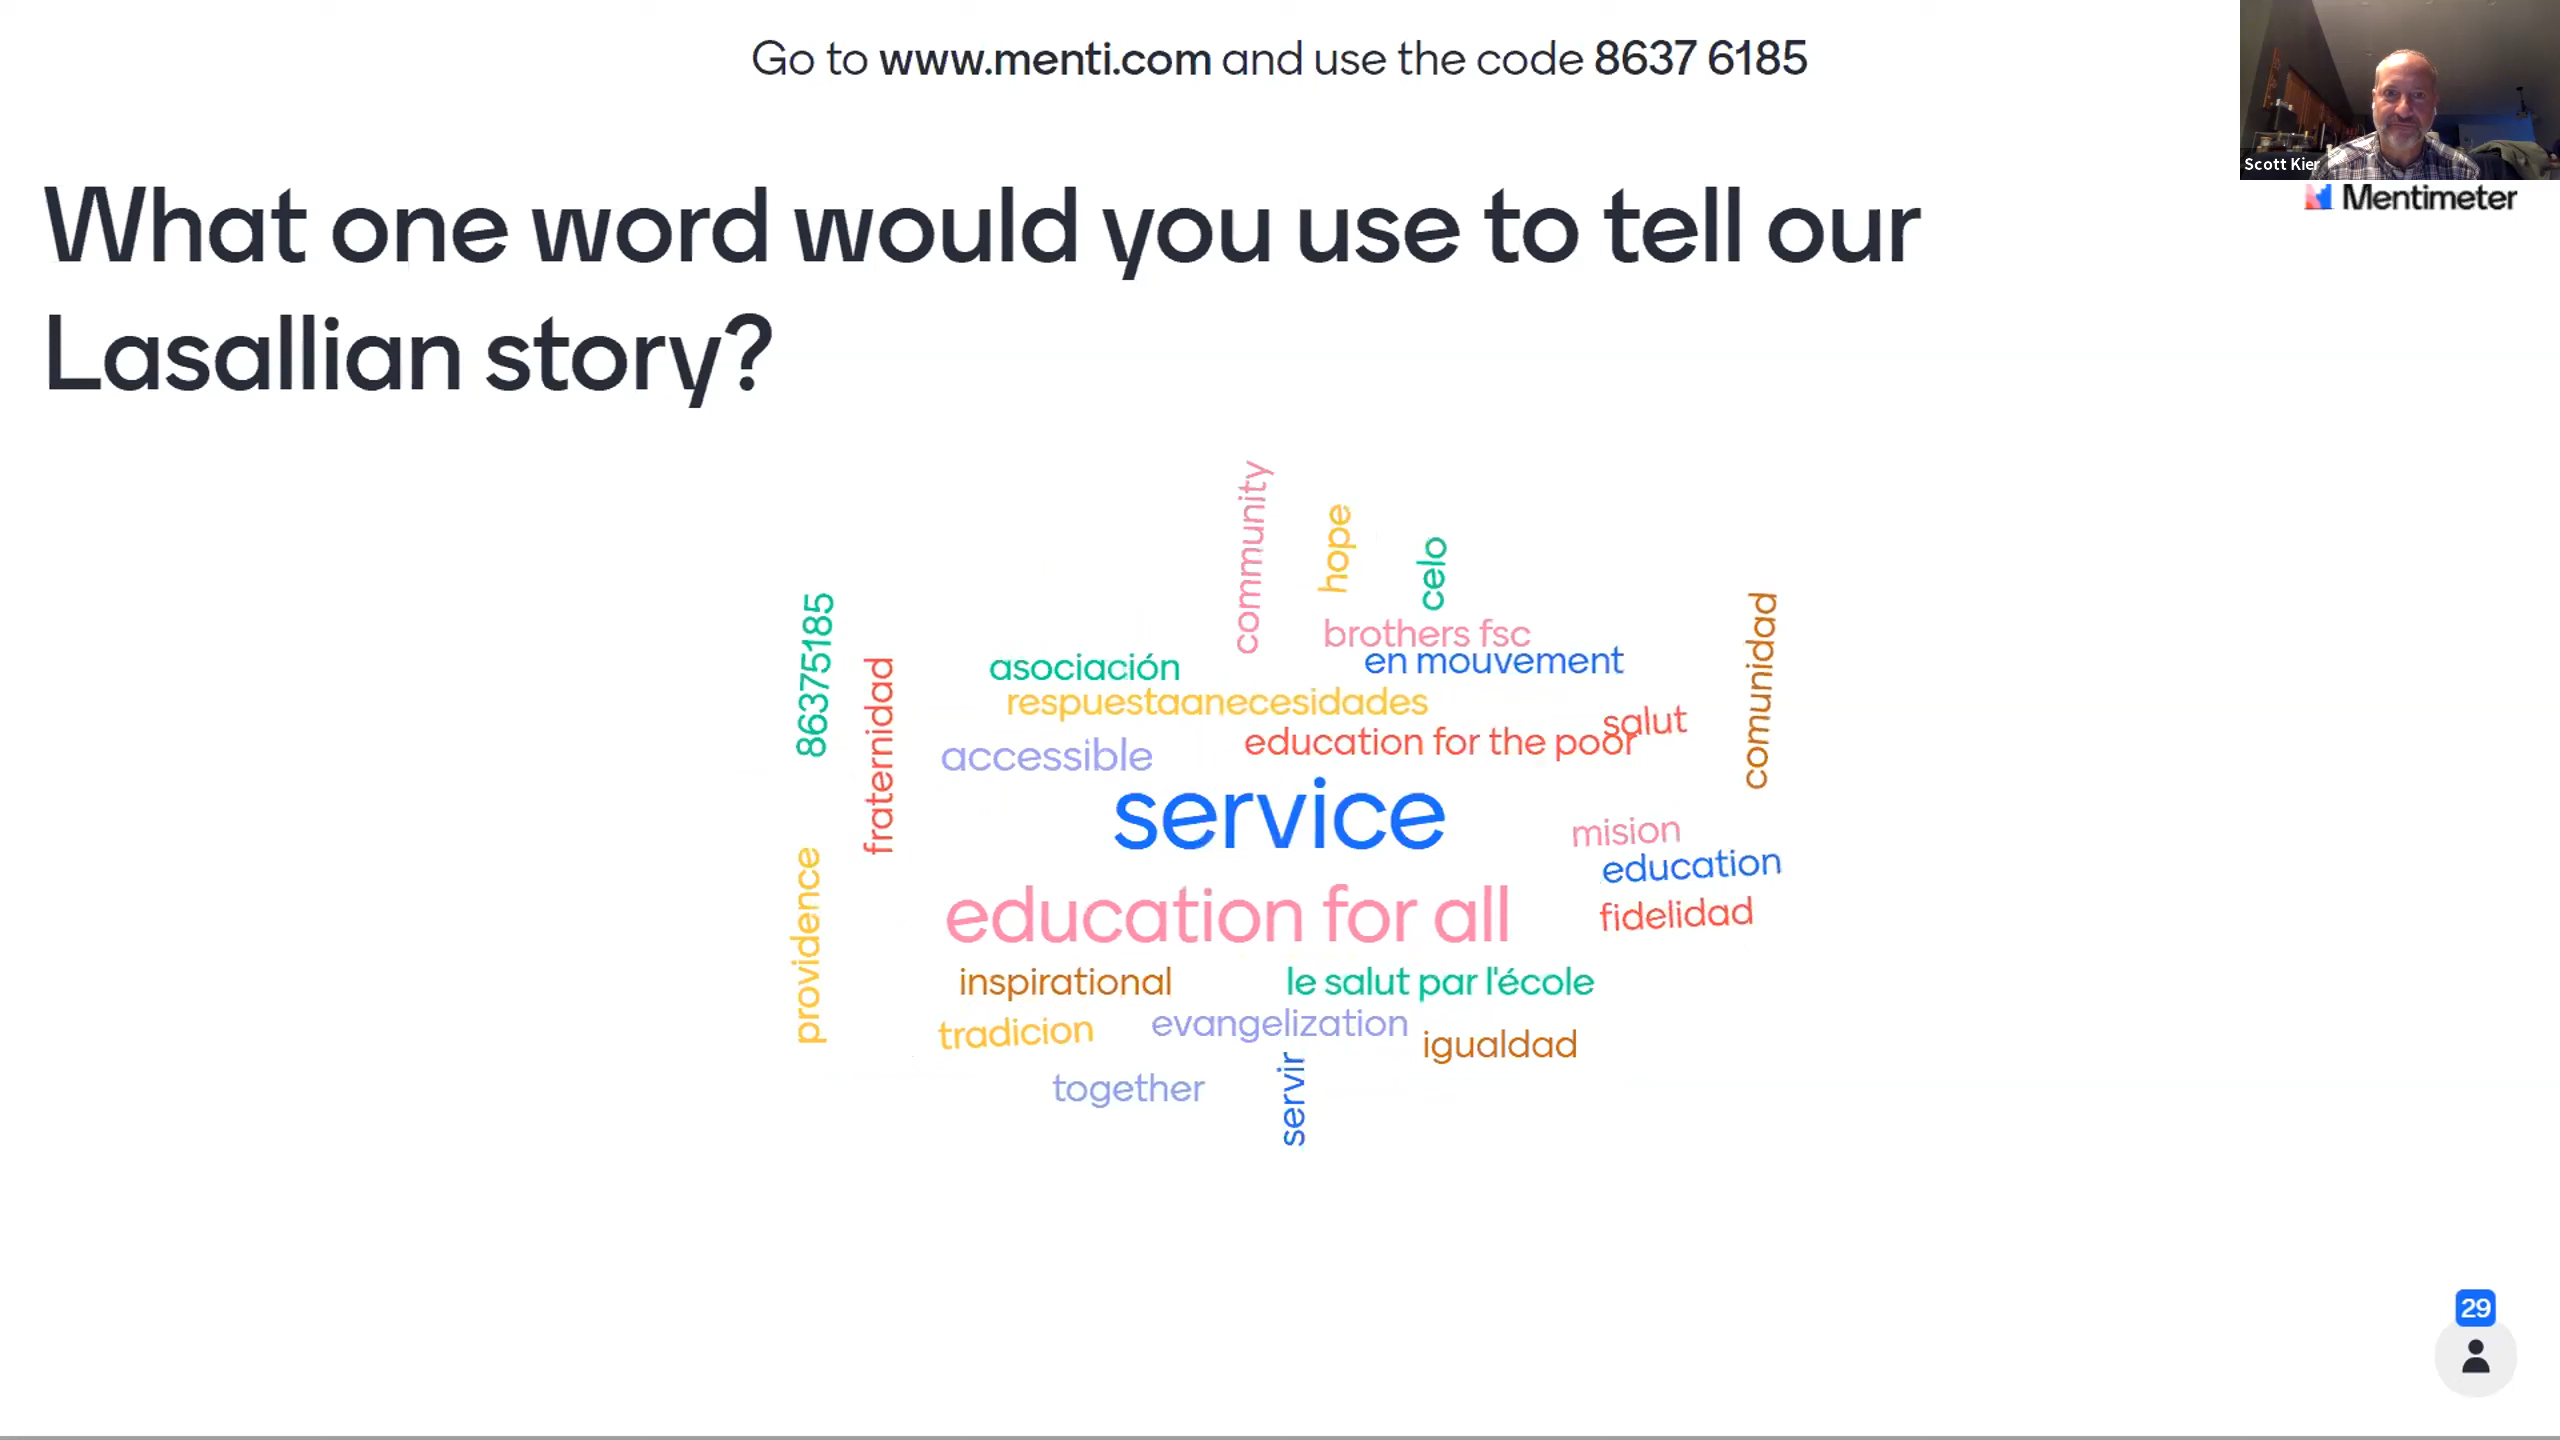 Go to www.menti.com and use the code 8637 6185
Scott Kier
Mentimeter
What one word would you use to tell our
Lasallian story?
community
hope
celo
brothers fsc
86375185
comunidad
asociación
en mouvement
fraternidad
respuestaanecesidades
salut
accessible
education for the poor
service
mision
education
providence
education for all
fidelidad
inspirational
le salut par l'école
tradicion
evangelization
igualdad
together
servir
29